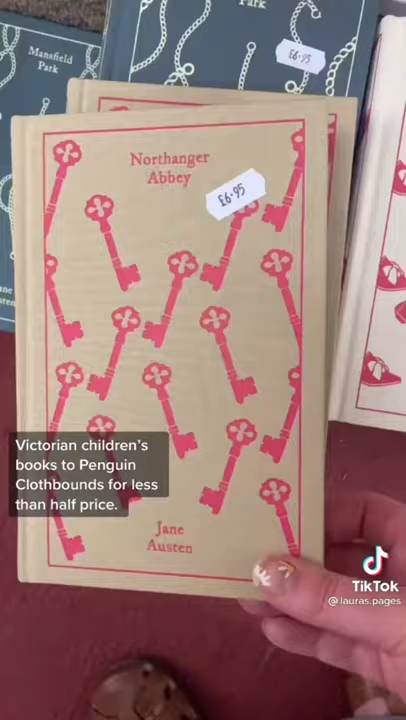 Park
£6.95
Mansfield
Park
Northanger
Abbey
£6.95
Victorian children's
books to Penguin
Clothbounds for less
than half price.
Jane
Austen
TikTok
@lauras.pages